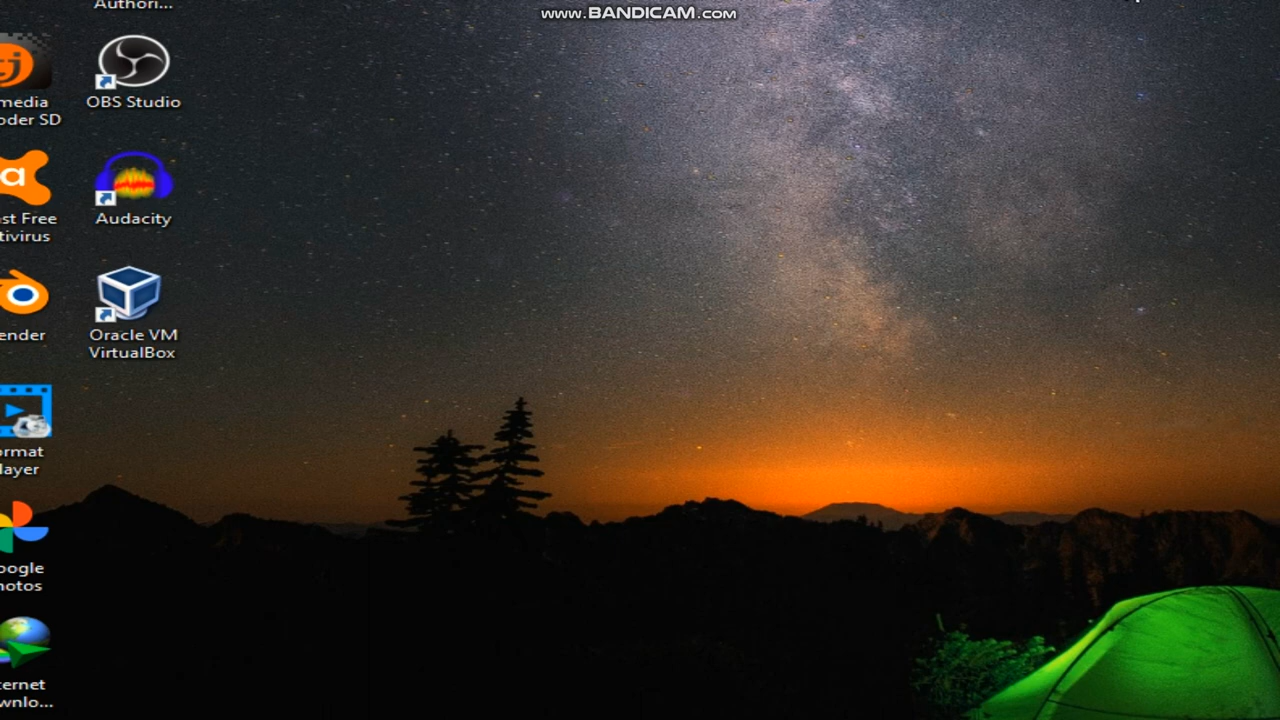 Authori...
www.BANDICAM.com
media
oder SD
OBS Studio
st Free
tivirus
Audacity
ender
Oracle VM
VirtualBox
ormat
layer
oogle
hotos
ternet
wnlo...